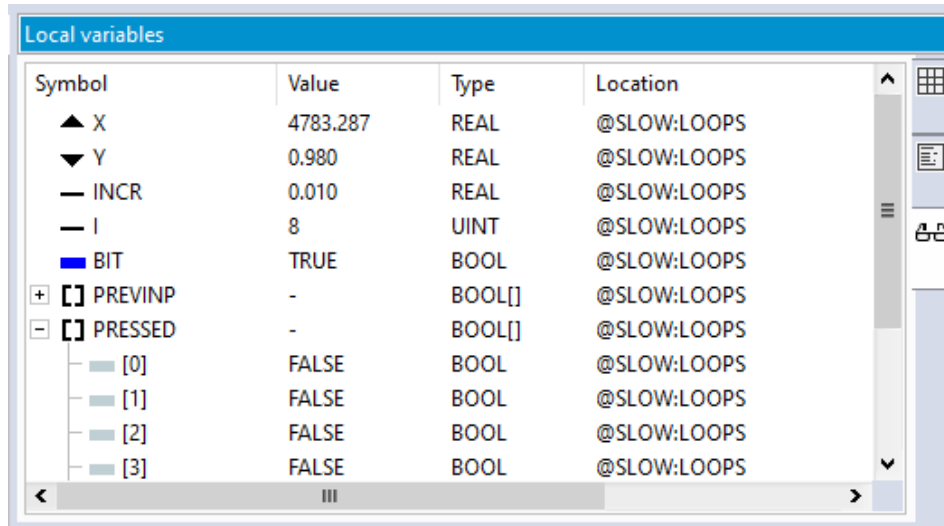 Local variables
Symbol Value Type Location
X 4783.287 REAL @SLOW:LOOPS
Y 0.980 REAL @SLOW:LOOPS
INCR 0.010 REAL @SLOW:LOOPS
I 8 UINT @SLOW:LOOPS
BIT TRUE BOOL @SLOW:LOOPS
PREVINP - BOOL[] @SLOW:LOOPS
PRESSED - BOOL[] @SLOW:LOOPS
[0] FALSE BOOL @SLOW:LOOPS
[1] FALSE BOOL @SLOW:LOOPS
[2] FALSE BOOL @SLOW:LOOPS
[3] FALSE BOOL @SLOW:LOOPS